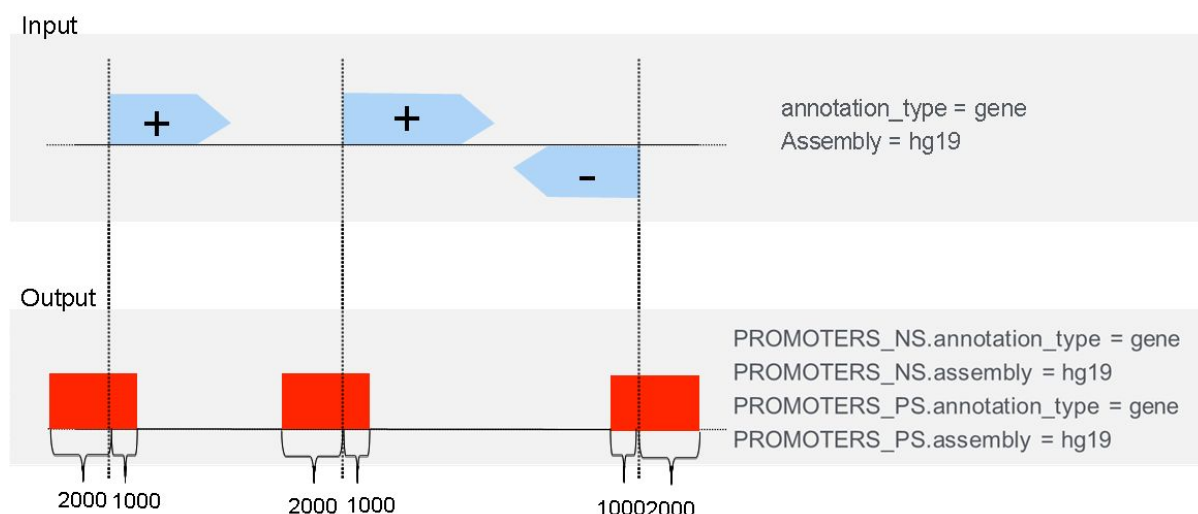 Input
+
+
-
annotation_type = gene
Assembly = hg19
Output
PROMOTERS_NS.annotation_type = gene
PROMOTERS_NS.assembly = hg19
PROMOTERS_PS.annotation_type = gene
PROMOTERS_PS.assembly = hg19
2000 1000
2000 1000
10002000